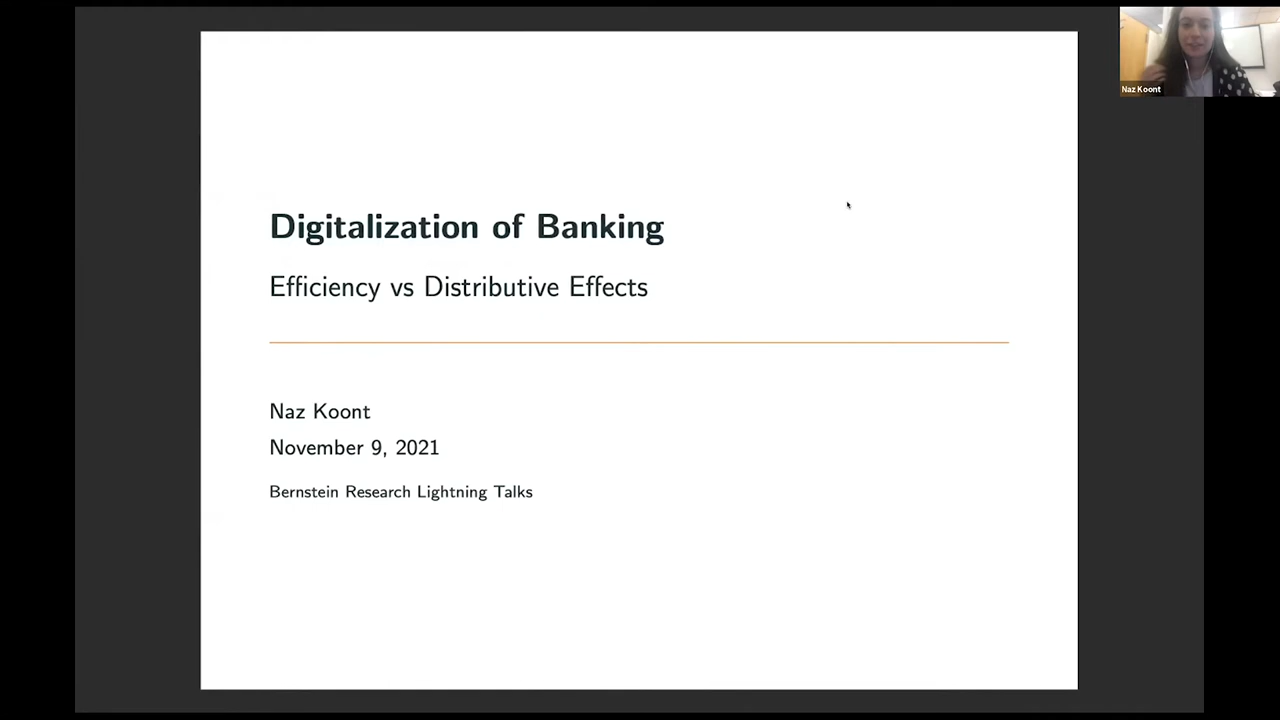 Naz Koont
Digitalization of Banking
Efficiency vs Distributive Effects
Naz Koont
November 9, 2021
Bernstein Research Lightning Talks